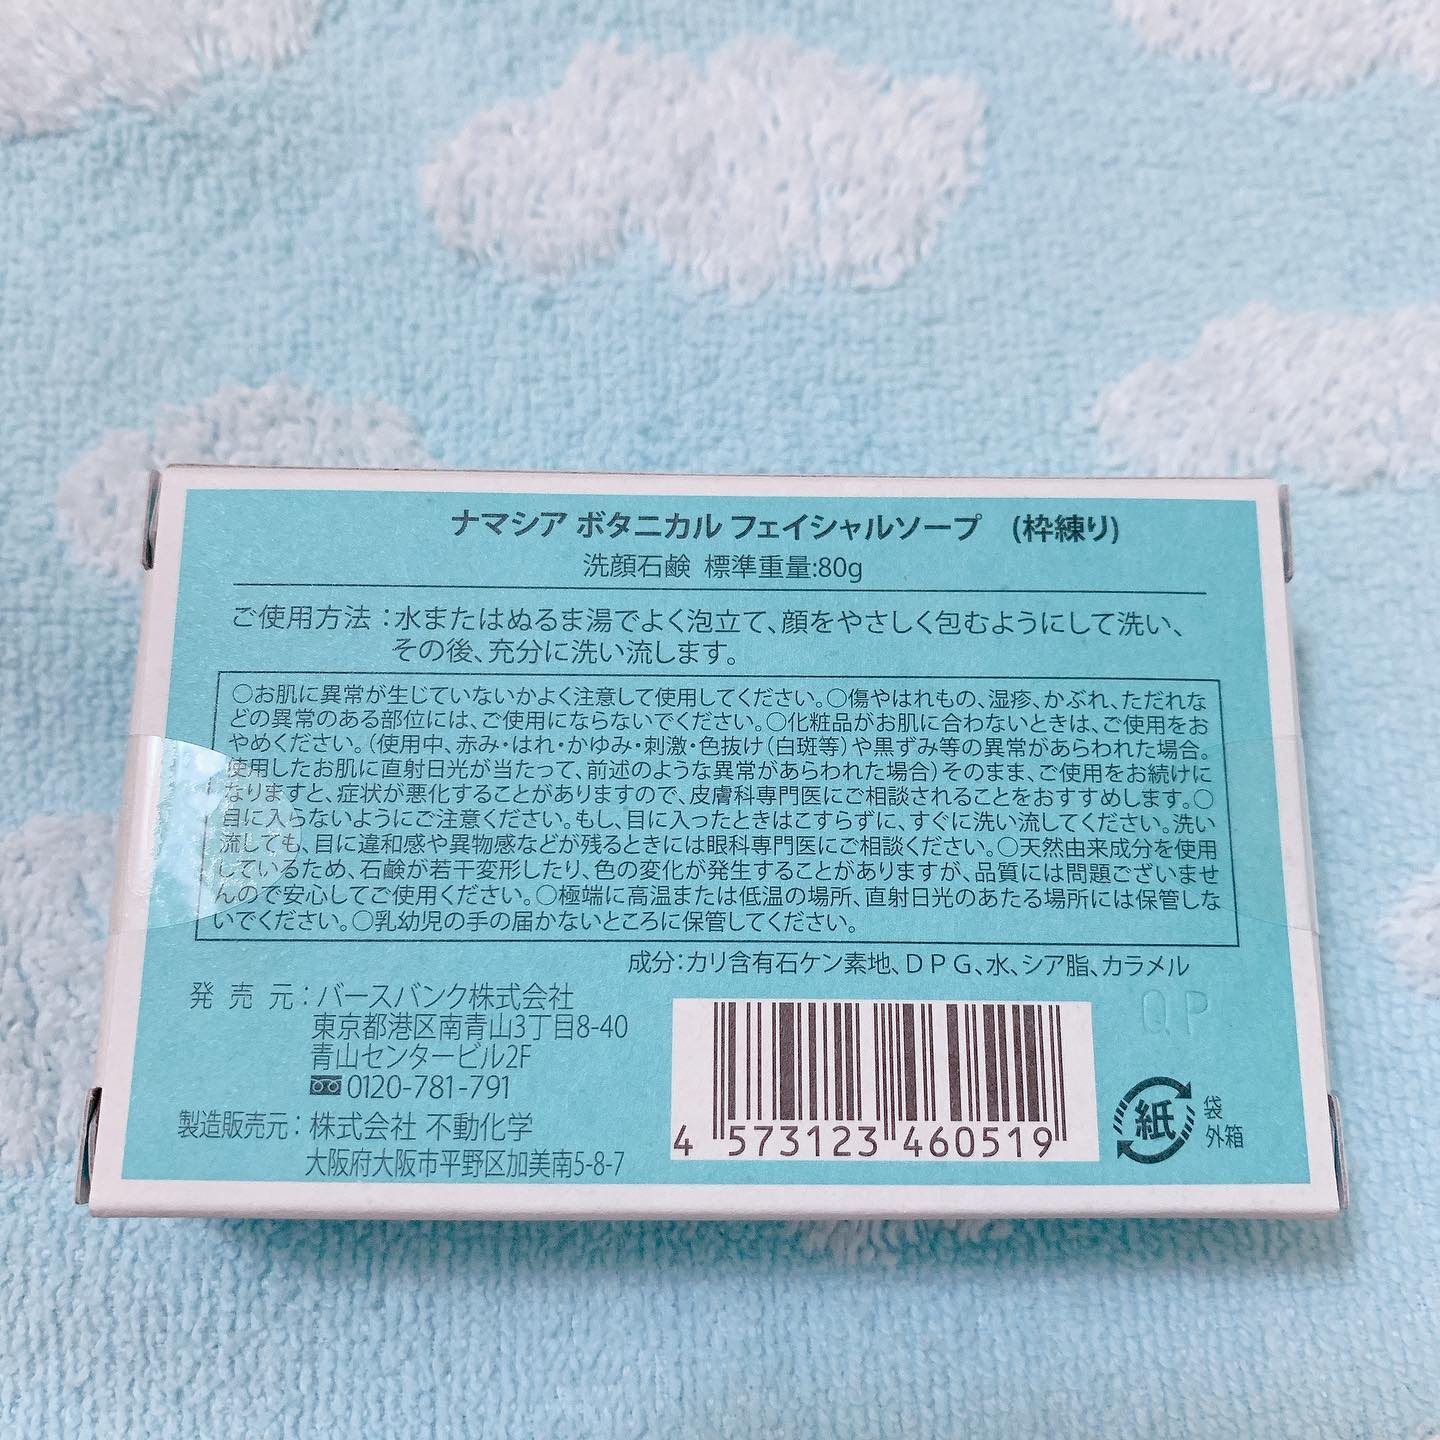 ナマシア ボタニカル フェイシャルソープ (枠練り)
洗顔石鹸 標準重量:80g
ご使用方法:水またはぬるま湯でよく泡立て、顔をやさしく包むようにして洗い、
その後、充分に洗い流します。
○お肌に異常が生じていないかよく注意して使用してください。○傷やはれもの、湿疹、かぶれ、ただれな
どの異常のある部位には、ご使用にならないでください。○化粧品がお肌に合わないときは、ご使用をお
やめください。(使用中、赤み・はれ・かゆみ・刺激・色抜け(白斑等)や黒ずみ等の異常があらわれた場合。
使用したお肌に直射日光が当たって、前述のような異常があらわれた場合)そのまま、ご使用をお続けに
なりますと、症状が悪化することがありますので、皮膚科専門医にご相談されることをおすすめします。○
目に入らないようにご注意ください。もし、目に入ったときはこすらずに、すぐに洗い流してください。洗い
流しても、目に違和感や異物感などが残るときには眼科専門医にご相談ください。○天然由来成分を使用
しているため、石鹸が若干変形したり、色の変化が発生することがありますが、品質には問題ございませ
んので安心してご使用ください。○極端に高温または低温の場所、直射日光のあたる場所には保管しな
いでください。○乳幼児の手の届かないところに保管してください。
成分:カリ含有石ケン素地、DPG、水、シア脂、カラメル
発 売 元:バースバンク株式会社
東京都港区南青山3丁目8-40
青山センタービル2F
0120-781-791
製造販売元:株式会社 不動化学
大阪府大阪市平野区加美南5-8-7
4 573123 460519
QP
紙
袋
外箱